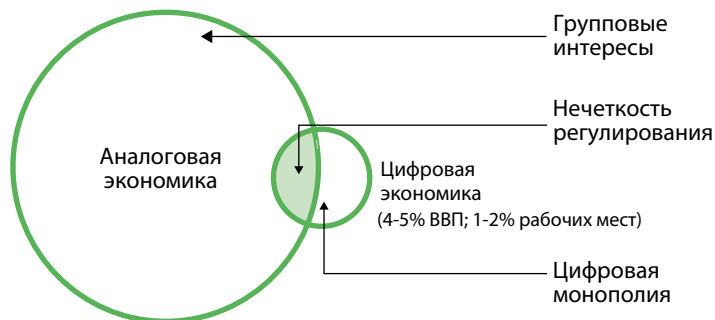 Групповые
интересы
Нечеткость
регулирования
Аналоговая
экономика
Цифровая
экономика
(4-5% ВВП; 1-2% рабочих мест)
Цифровая
монополия